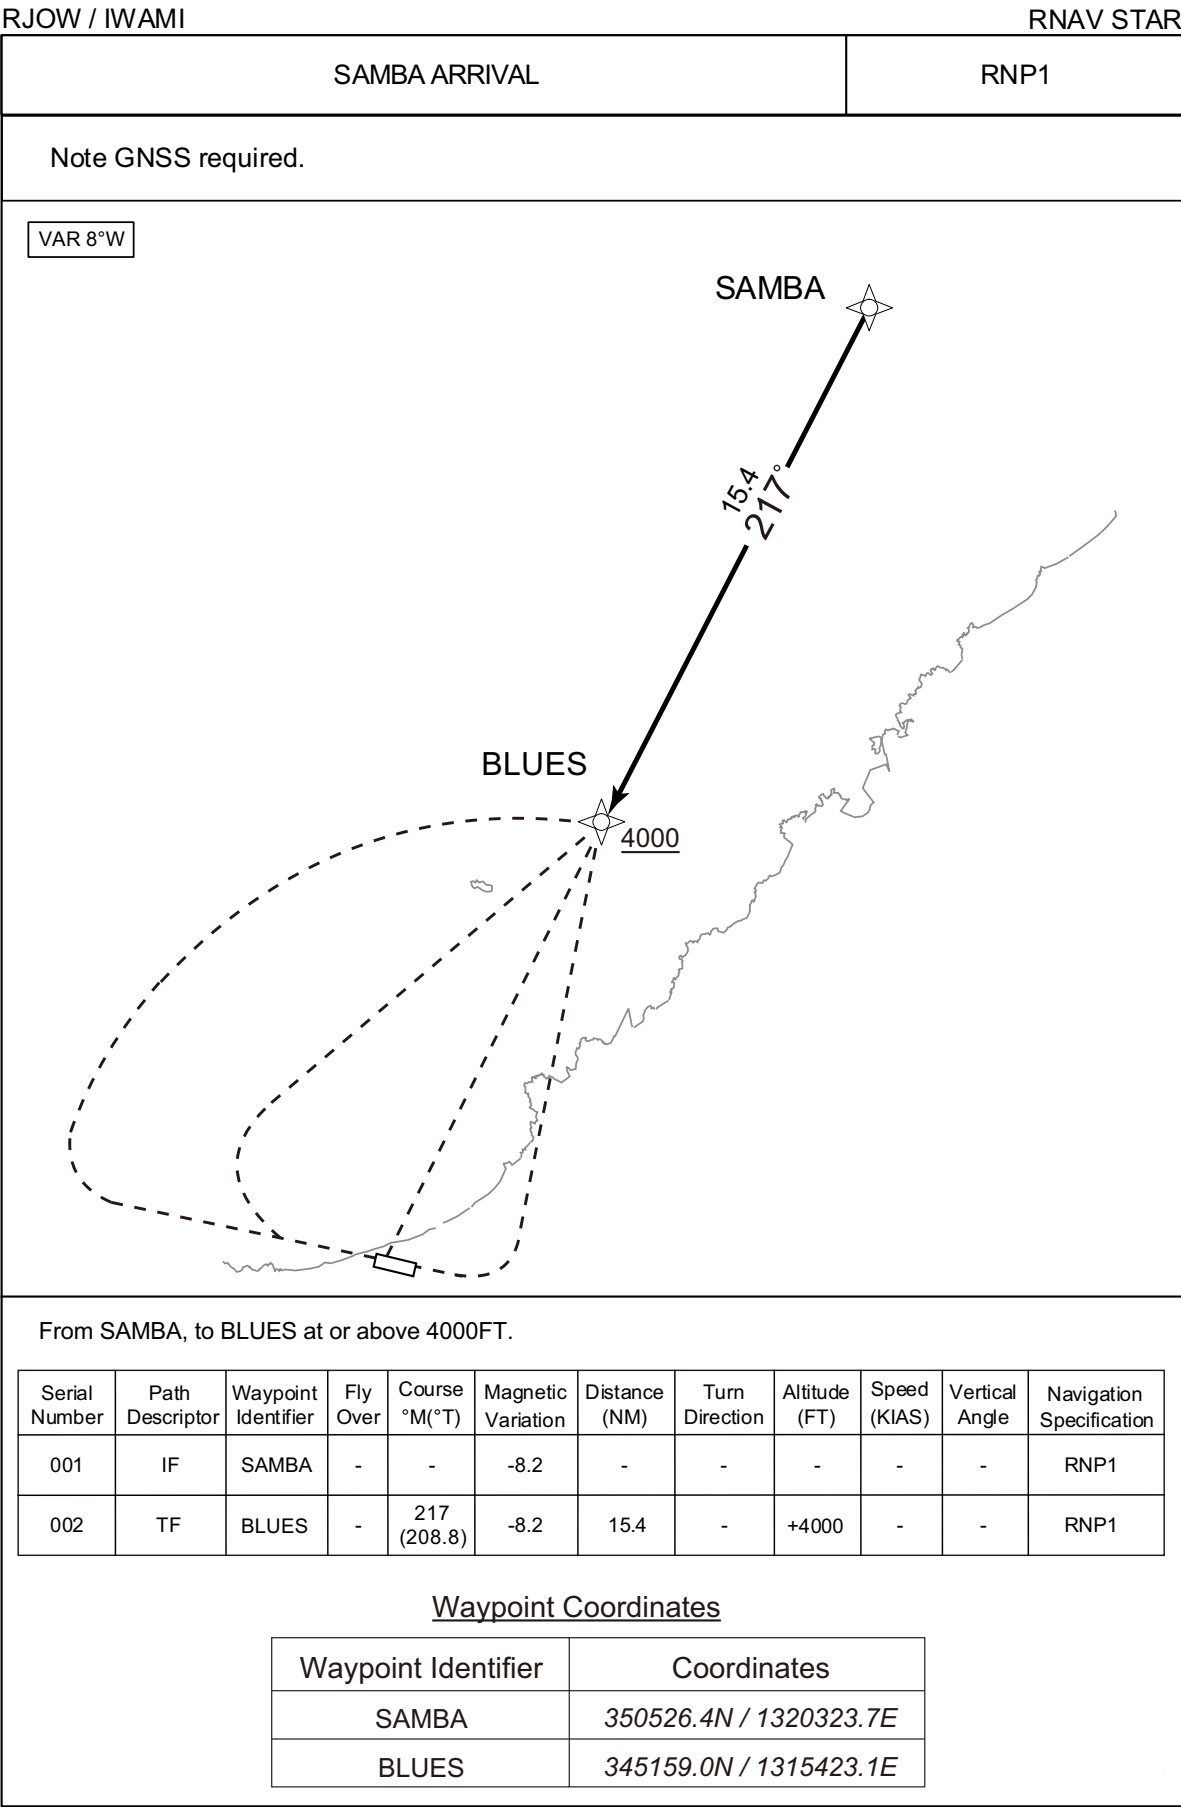 RJOW / IWAMI RNAV STAR
SAMBA ARRIVAL RNP1
Note GNSS required.
VAR 8°W
SAMBA
15.4
217°
BLUES
4000
From SAMBA, to BLUES at or above 4000FT.
Serial Number Path Descriptor Waypoint Identifier Fly Over Course °M(°T) Magnetic Variation Distance (NM) Turn Direction Altitude (FT) Speed (KIAS) Vertical Angle Navigation Specification
001 IF SAMBA - - -8.2 - - - - - RNP1
002 TF BLUES - 217 (208.8) -8.2 15.4 - +4000 - - RNP1
Waypoint Coordinates
Waypoint Identifier Coordinates
SAMBA 350526.4N / 1320323.7E
BLUES 345159.0N / 1315423.1E